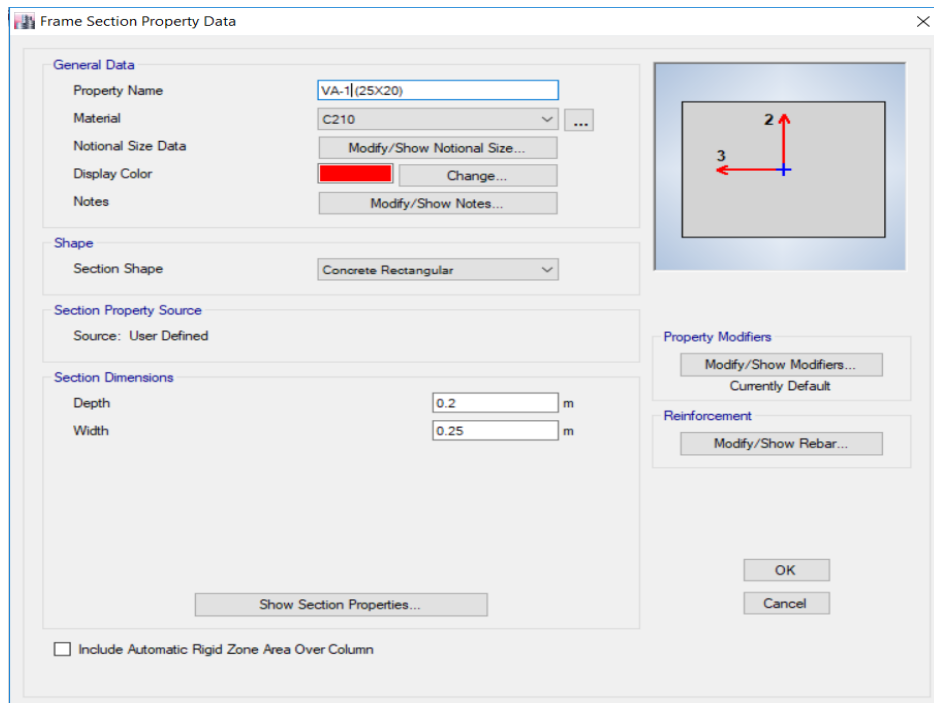 Frame Section Property Data
General Data
Property Name VA-1(25X20)
Material C210 ...
Notional Size Data Modify/Show Notional Size...
Display Color Change...
Notes Modify/Show Notes...
Shape
Section Shape Concrete Rectangular
Section Property Source
Source: User Defined
Section Dimensions
Depth 0.2 m
Width 0.25 m
Show Section Properties...
Include Automatic Rigid Zone Area Over Column
2
3
Property Modifiers
Modify/Show Modifiers...
Currently Default
Reinforcement
Modify/Show Rebar...
OK
Cancel